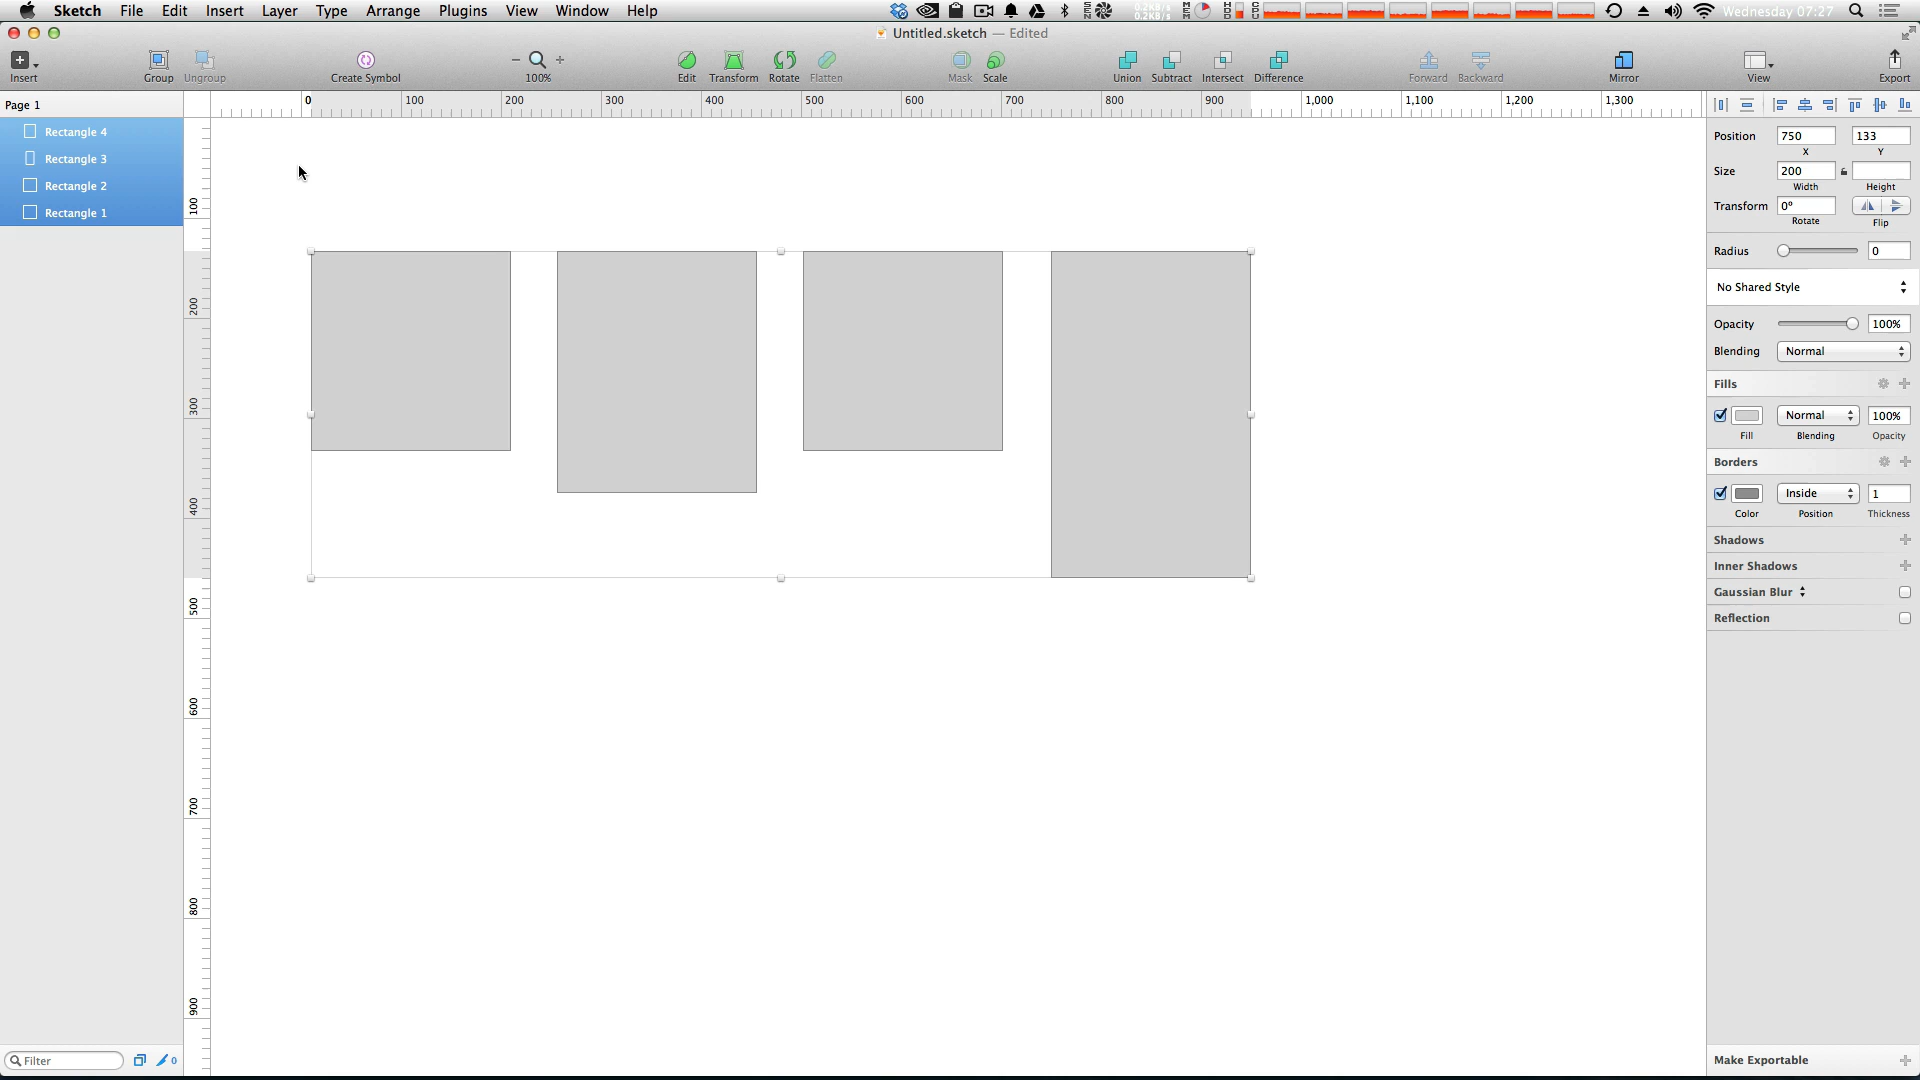 Sketch File Edit Insert Layer Type Arrange Plugins View Window Help Wednesday 07:27
Untitled.sketch — Edited
Insert Group Ungroup Create Symbol 100% Edit Transform Rotate Flatten Mask Scale Union Subtract Intersect Difference Forward Backward Mirror View Export
Page 1
0 100 200 300 400 500 600 700 800 900 1,000 1,100 1,200 1,300
Rectangle 4
Rectangle 3
Rectangle 2
Rectangle 1
100
200
300
400
500
600
700
800
900
Position 750 133
X Y
Size 200
Width Height
Transform 0º
Rotate Flip
Radius 0
No Shared Style
Opacity 100%
Blending Normal
Fills
Normal 100%
Fill Blending Opacity
Borders
Inside 1
Color Position Thickness
Shadows
Inner Shadows
Gaussian Blur
Reflection
Filter 0
Make Exportable